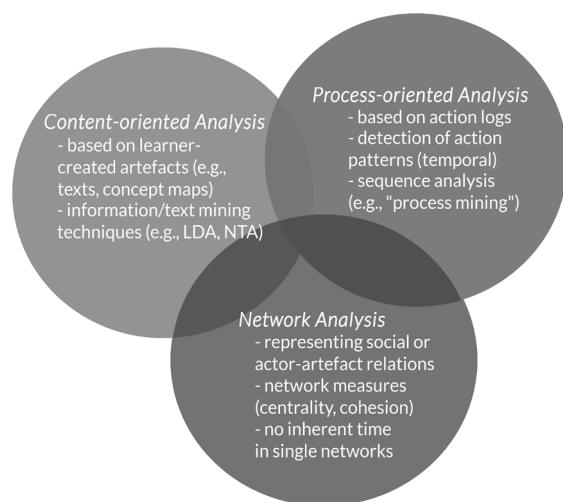 Content-oriented Analysis
- based on learner-
created artefacts (e.g.,
texts, concept maps)
- information/text mining
techniques (e.g., LDA, NTA)
Process-oriented Analysis
- based on action logs
- detection of action
patterns (temporal)
- sequence analysis
(e.g., "process mining")
Network Analysis
- representing social or
actor-artefact relations
- network measures
(centrality, cohesion)
- no inherent time
in single networks